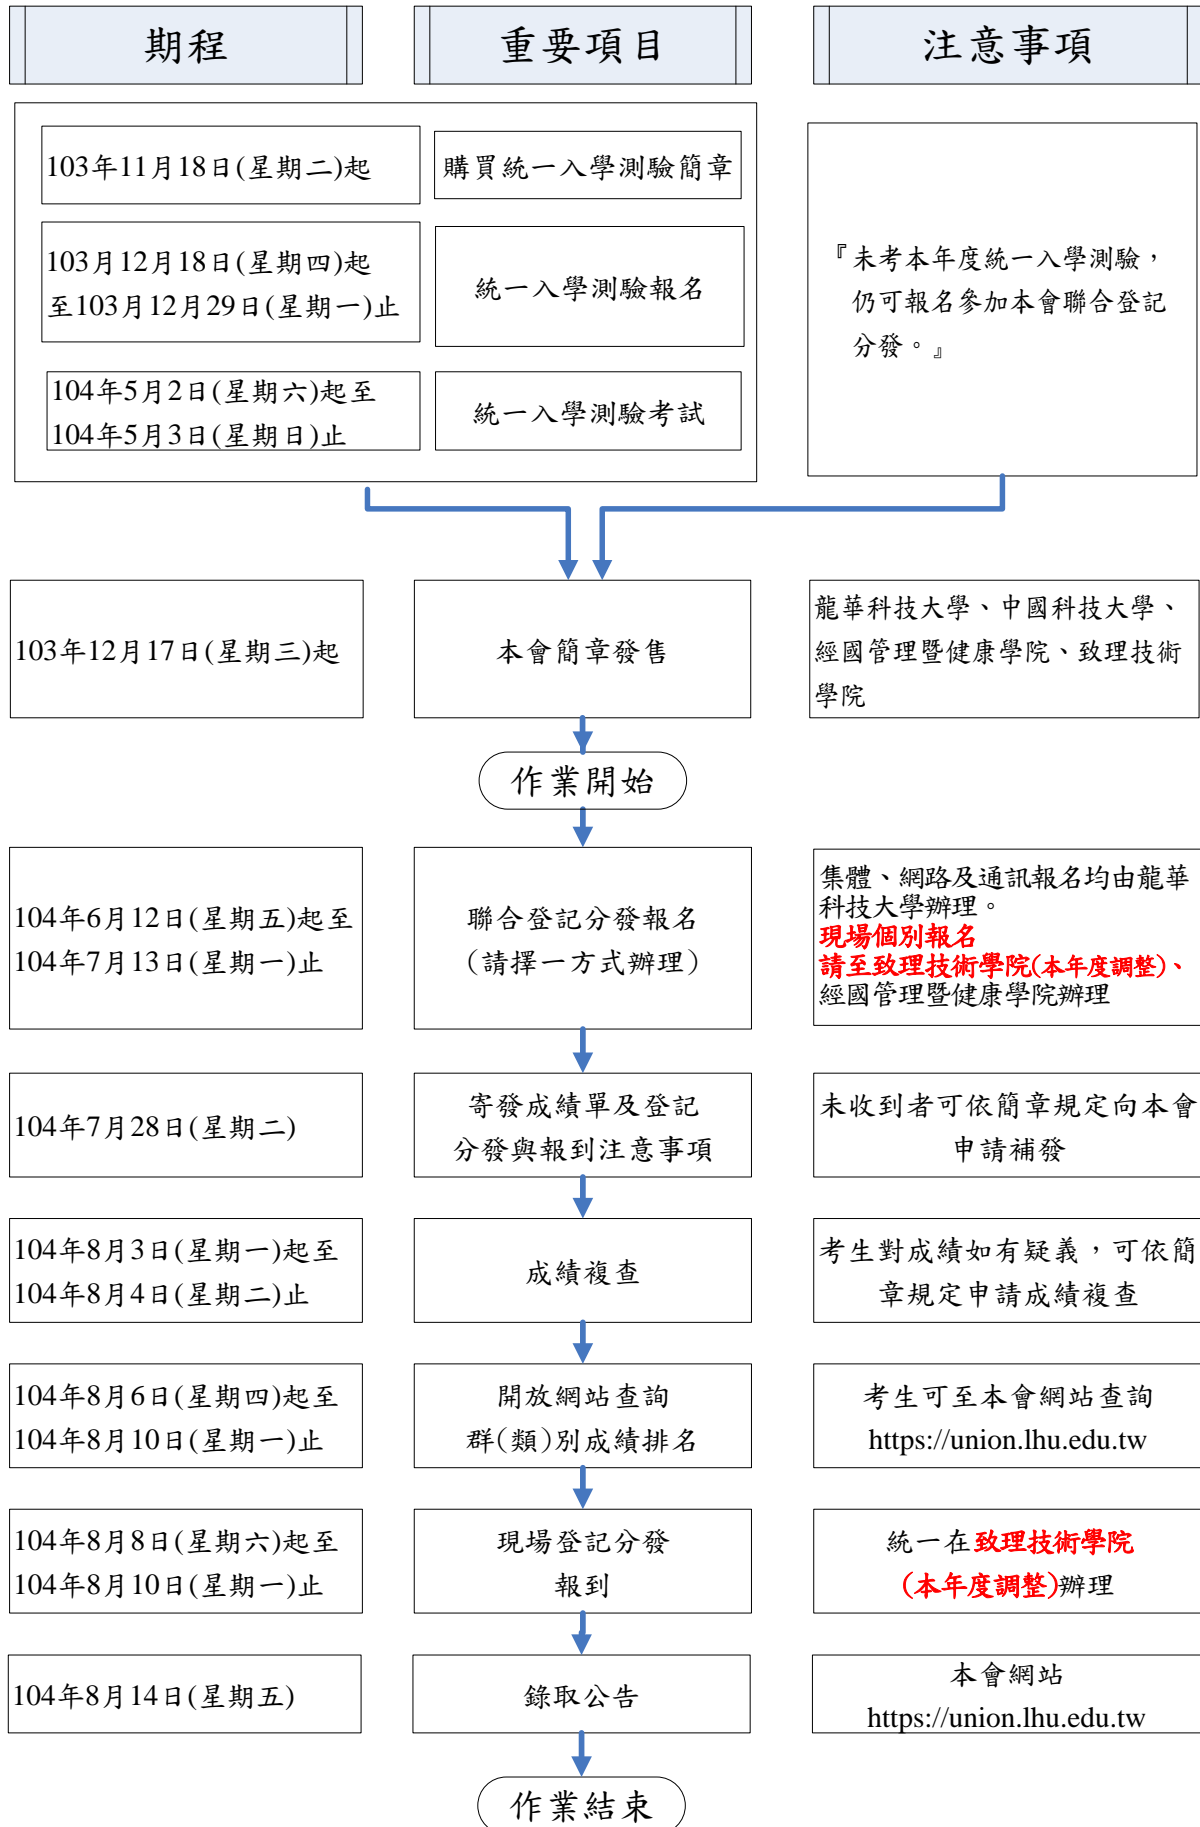 期程
重要項目
注意事項
103年11月18日(星期二)起
購買統一入學測驗簡章
103月12月18日(星期四)起
至103月12月29日(星期一)止
統一入學測驗報名
104年5月2日(星期六)起至
104年5月3日(星期日)止
統一入學測驗考試
『未考本年度統一入學測驗，
仍可報名參加本會聯合登記
分發。』
103年12月17日(星期三)起
本會簡章發售
龍華科技大學、中國科技大學、
經國管理暨健康學院、致理技術
學院
作業開始
104年6月12日(星期五)起至
104年7月13日(星期一)止
聯合登記分發報名
(請擇一方式辦理)
集體、網路及通訊報名均由龍華
科技大學辦理。
現場個別報名
請至致理技術學院(本年度調整)、
經國管理暨健康學院辦理
104年7月28日(星期二)
寄發成績單及登記
分發與報到注意事項
未收到者可依簡章規定向本會
申請補發
104年8月3日(星期一)起至
104年8月4日(星期二)止
成績複查
考生對成績如有疑義，可依簡
章規定申請成績複查
104年8月6日(星期四)起至
104年8月10日(星期一)止
開放網站查詢
群(類)別成績排名
考生可至本會網站查詢
https://union.lhu.edu.tw
104年8月8日(星期六)起至
104年8月10日(星期一)止
現場登記分發
報到
統一在致理技術學院
(本年度調整)辦理
104年8月14日(星期五)
錄取公告
本會網站
https://union.lhu.edu.tw
作業結束